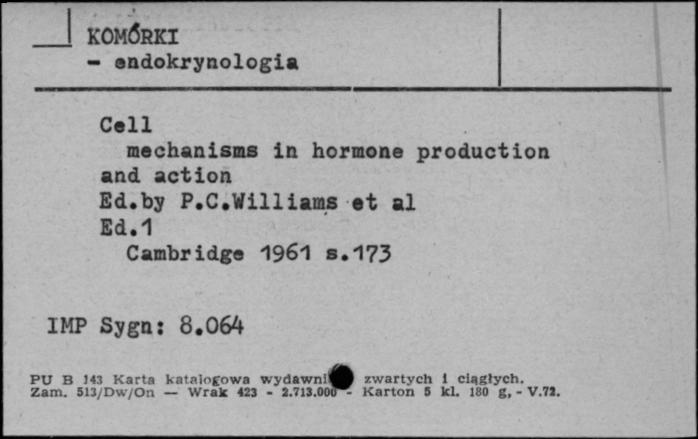 KOMÓRKI
- endokrynologia
Cell
mechanisms in hormone production
and action
Ed.by P.C.Williams et al
Ed.1
Cambridge 1961 s.173
IMP Sygn: 8.064
PU B 143 Karta katalogowa zwartych i ciągłych.
Zam. 513/Dw/On — Wrak 423 - 2.713.000 - Karton 5 kl. 180 g, - V.72.